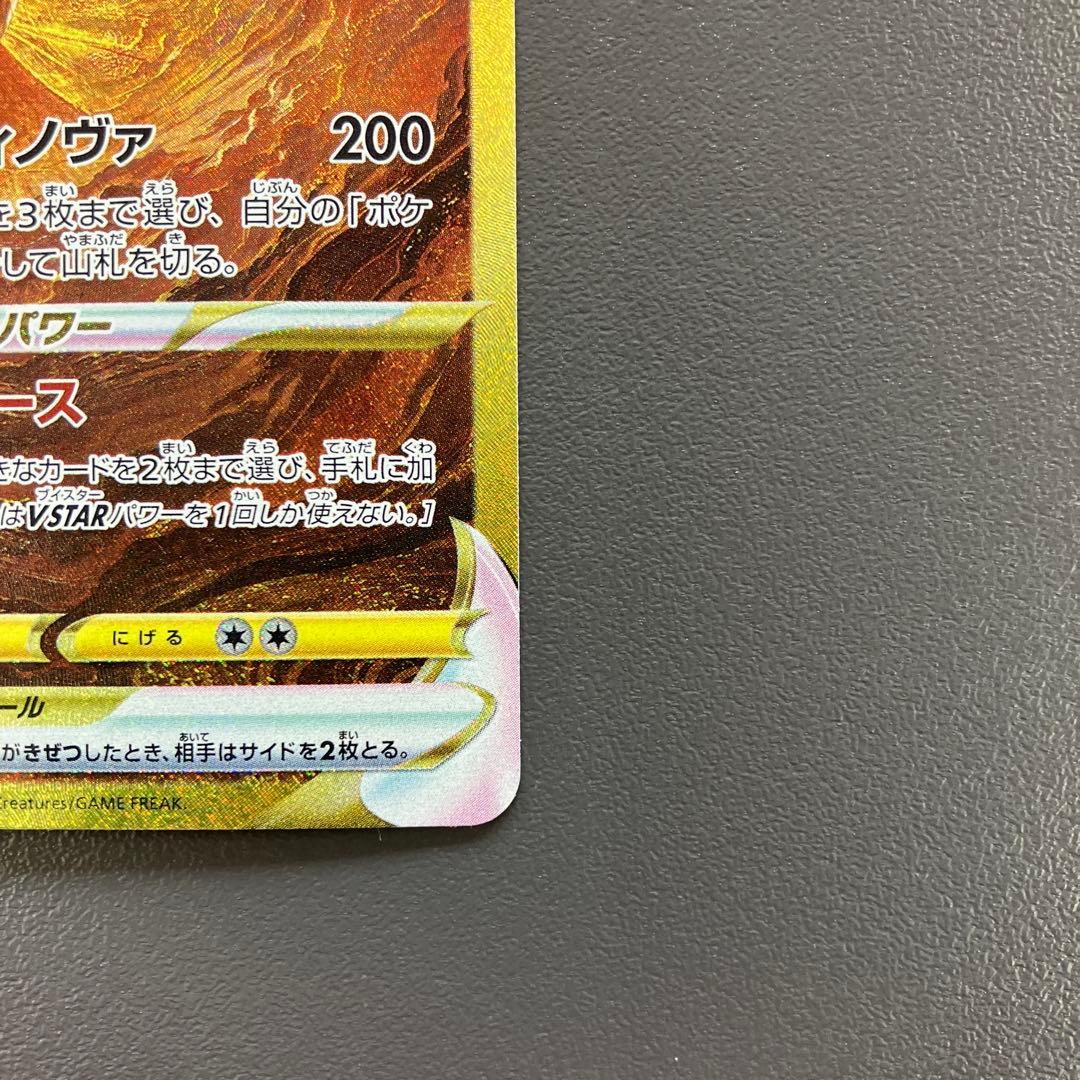 ィノヴァ 200
を3枚まで選び、自分の「ポケ
して山札を切る。
パワー
ース
きなカードを2枚まで選び、手札に加
はVSTARパワーを1回しか使えない。］
にげる
ール
がきぜつしたとき、相手はサイドを2枚とる。
Creatures/GAME FREAK.